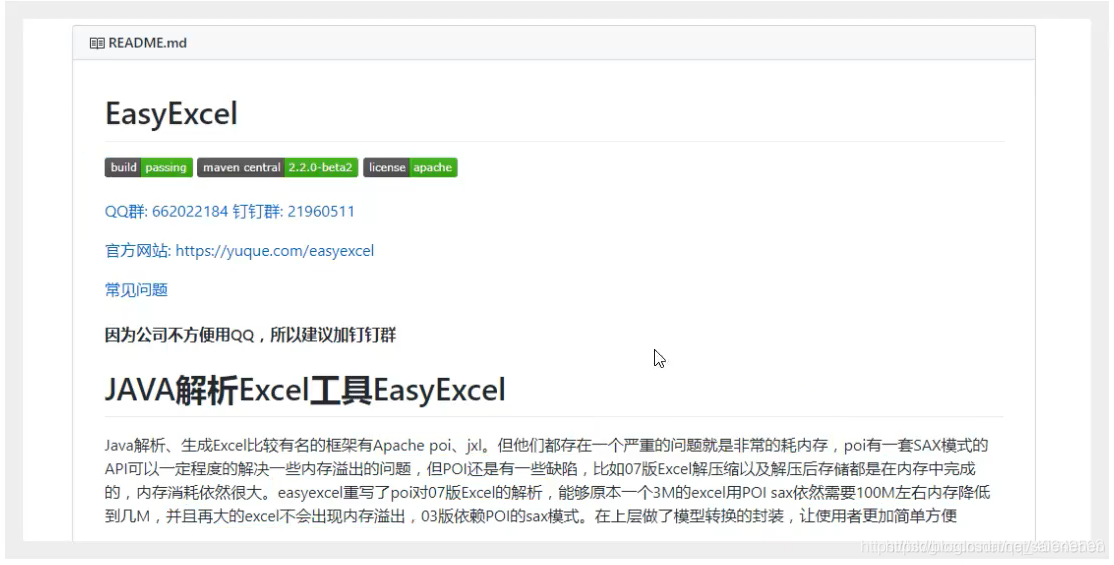 README.md
EasyExcel
build passing maven central 2.2.0-beta2 license apache
QQ群: 662022184 钉钉群: 21960511
官方网站: https://yuque.com/easyexcel
常见问题
因为公司不方便用QQ，所以建议加钉钉群
JAVA解析Excel工具EasyExcel
Java解析、生成Excel比较有名的框架有Apache poi、jxl。但他们都存在一个严重的问题就是非常的耗内存，poi有一套SAX模式的
API可以一定程度的解决一些内存溢出的问题，但POI还是有一些缺陷，比如07版Excel解压缩以及解压后存储都是在内存中完成
的，内存消耗依然很大。easyexcel重写了poi对07版Excel的解析，能够原本一个3M的excel用POI sax依然需要100M左右内存降低
到几M，并且再大的excel不会出现内存溢出，03版依赖POI的sax模式。在上层做了模型转换的封装，让使用者更加简单方便